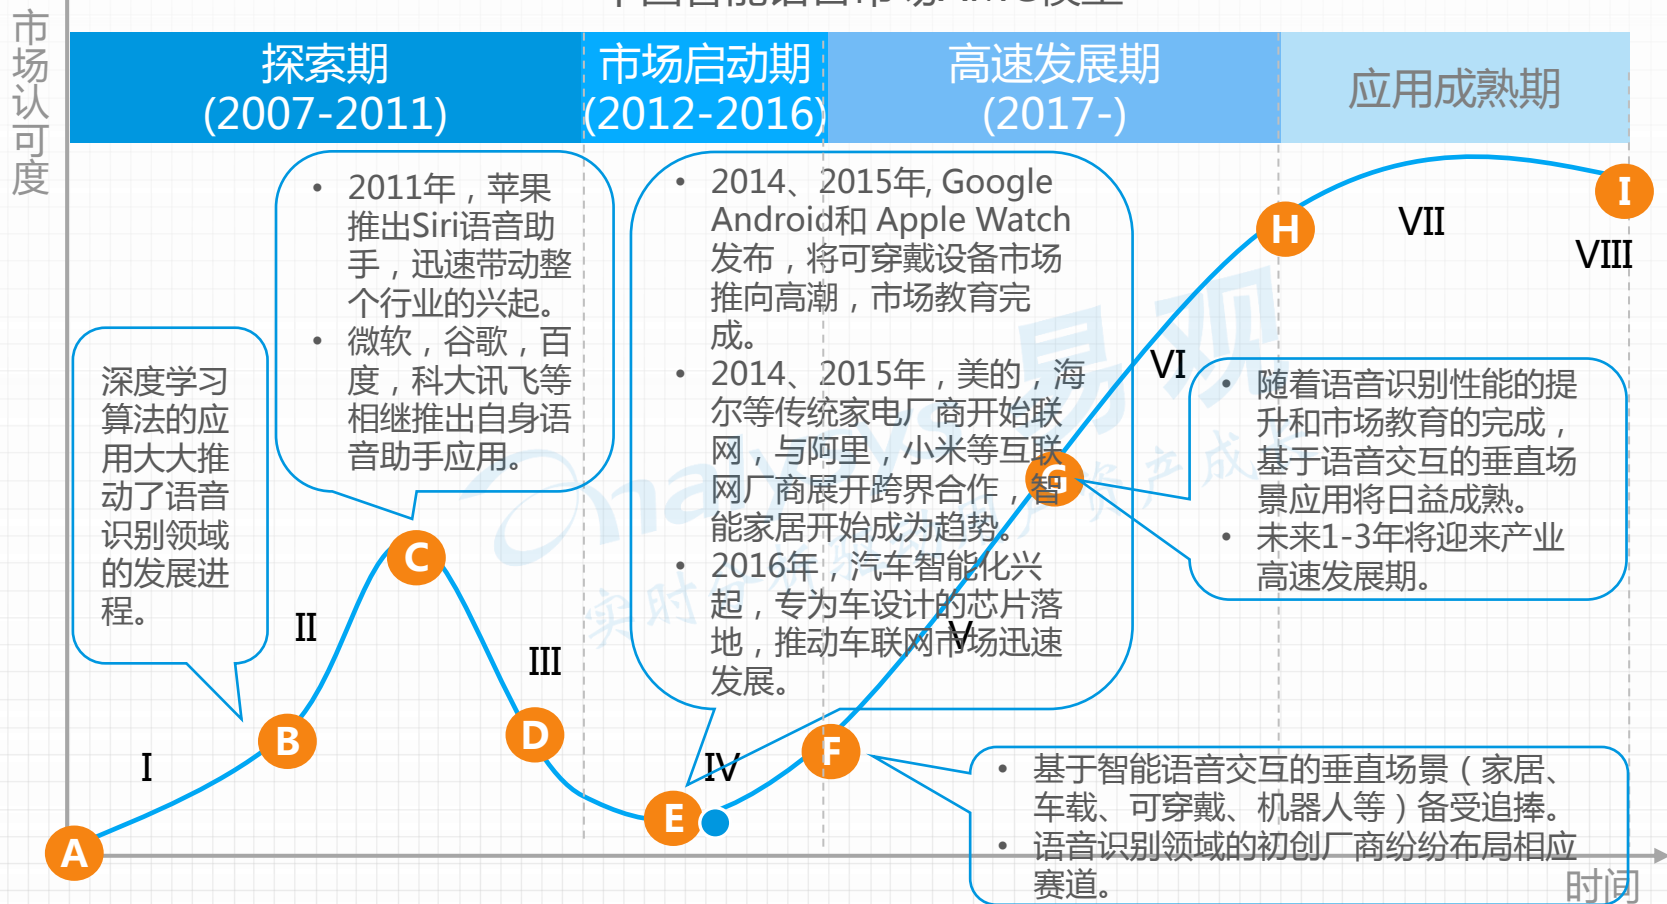 中国智能语音市场AMC模型
市场认可度
探索期
(2007-2011)
市场启动期
(2012-2016)
高速发展期
(2017-)
应用成熟期
• 2011年，苹果
推出Siri语音助
手，迅速带动整
个行业的兴起。
• 微软，谷歌，百
度，科大讯飞等
相继推出自身语
音助手应用。
• 2014、2015年, Google
Android和 Apple Watch
发布，将可穿戴设备市场
推向高潮，市场教育完
成。
• 2014、2015年，美的，海
尔等传统家电厂商开始联
网，与阿里，小米等互联
网厂商展开跨界合作，智
能家居开始成为趋势。
• 2016年，汽车智能化兴
起，专为车设计的芯片落
地，推动车联网市场迅速
发展。
深度学习
算法的应
用大大推
动了语音
识别领域
的发展进
程。
• 随着语音识别性能的提
升和市场教育的完成，
基于语音交互的垂直场
景应用将日益成熟。
• 未来1-3年将迎来产业
高速发展期。
• 基于智能语音交互的垂直场景（家居、
车载、可穿戴、机器人等）备受追捧。
• 语音识别领域的初创厂商纷纷布局相应
赛道。
A
B
C
D
E
F
G
H
I
I
II
III
IV
V
VI
VII
VIII
时间
analysys 易观